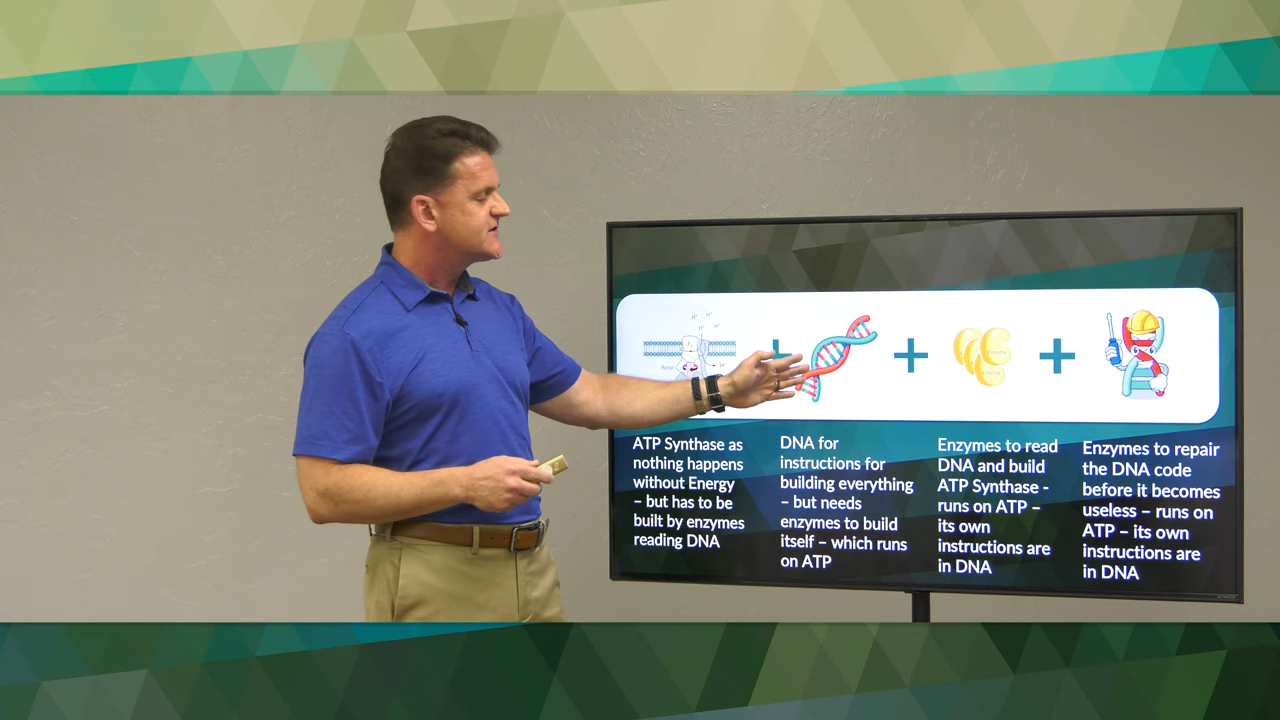 H+ H+
H+ H+
Rotor H+
Enzyme
Enzyme
ATP Synthase as
nothing happens
without Energy
– but has to be
built by enzymes
reading DNA
DNA for
instructions for
building everything
– but needs
enzymes to build
itself – which runs
on ATP
Enzymes to read
DNA and build
ATP Synthase -
runs on ATP –
its own
instructions are
in DNA
Enzymes to repair
the DNA code
before it becomes
useless – runs on
ATP – its own
instructions are
in DNA